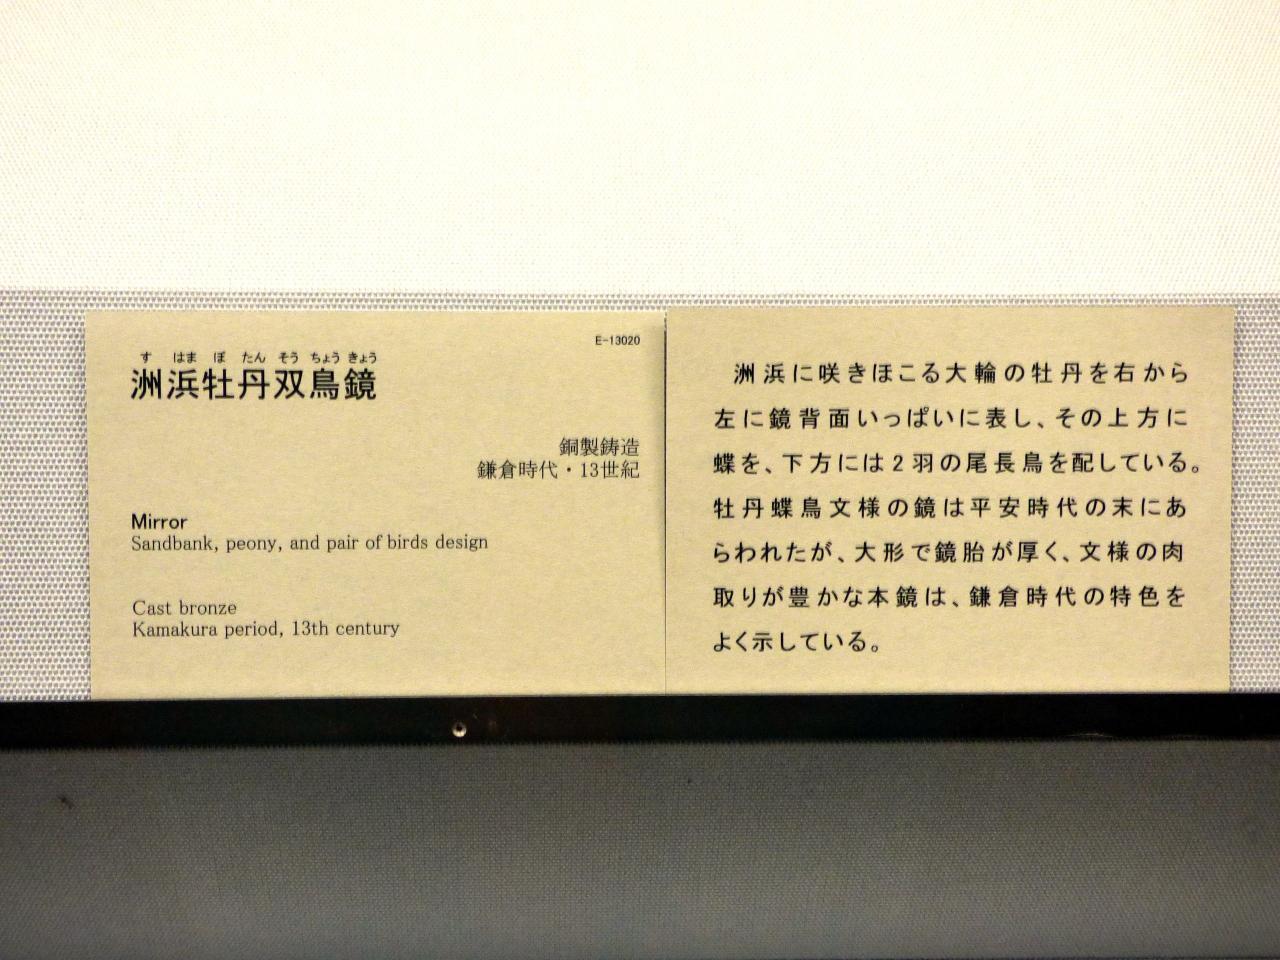 E-13020
す はま ぼ たん そう ちょう きょう
洲浜牡丹双鳥鏡
銅製鋳造
鎌倉時代・13世紀
Mirror
Sandbank, peony, and pair of birds design
Cast bronze
Kamakura period, 13th century
洲浜に咲きほこる大輪の牡丹を右から
左に鏡背面いっぱいに表し、その上方に
蝶を、下方には2羽の尾長鳥を配している。
牡丹蝶鳥文様の鏡は平安時代の末にあ
らわれたが、大形で鏡胎が厚く、文様の肉
取りが豊かな本鏡は、鎌倉時代の特色を
よく示している。